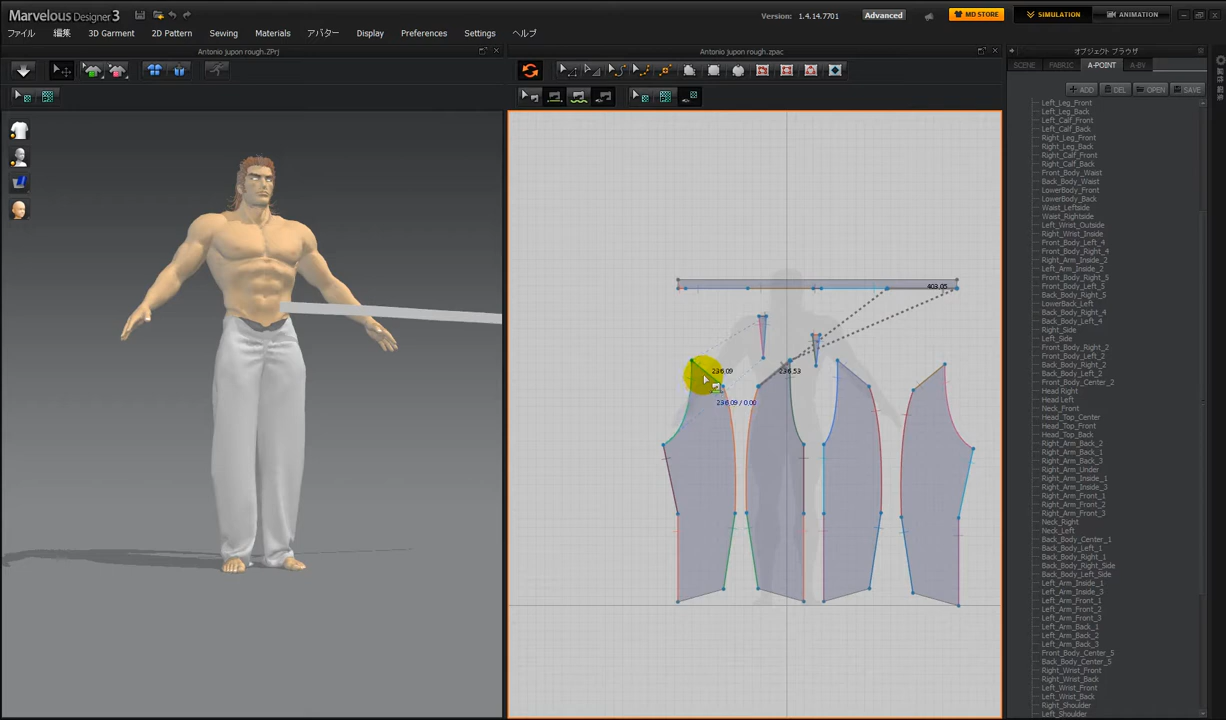 Marvelous Designer 3
Version: 1.4.14.7701
Advanced
MD STORE
SIMULATION
ANIMATION
ファイル 編集 3D Garment 2D Pattern Sewing Materials アバター Display Preferences Settings ヘルプ
Antonio jupon rough.ZPrj
Antonio jupon rough.zpac
オブジェクト ブラウザ
SCENE FABRIC A-POINT A-BV
ADD DEL OPEN SAVE
403.05
236.09
236.53
236.09 / 0.00
Left_Leg_Front
Left_Leg_Back
Left_Calf_Front
Left_Calf_Back
Right_Leg_Front
Right_Leg_Back
Right_Calf_Front
Right_Calf_Back
Front_Body_Waist
Back_Body_Waist
LowerBody_Front
LowerBody_Back
Waist_Leftside
Waist_Rightside
Left_Wrist_Outside
Right_Wrist_Inside
Front_Body_Left_4
Front_Body_Right_4
Right_Arm_Inside_2
Left_Arm_Inside_2
Front_Body_Right_5
Front_Body_Left_5
Back_Body_Right_5
LowerBack_Left
Back_Body_Right_4
Back_Body_Left_4
Right_Side
Left_Side
Front_Body_Right_2
Front_Body_Left_2
Back_Body_Right_2
Back_Body_Left_2
Front_Body_Center_2
Head Right
Head Left
Neck_Front
Head_Top_Center
Head_Top_Front
Head_Top_Back
Right_Arm_Back_2
Right_Arm_Back_1
Right_Arm_Back_3
Right_Arm_Under
Right_Arm_Inside_1
Right_Arm_Inside_3
Right_Arm_Front_1
Right_Arm_Front_2
Right_Arm_Front_3
Neck_Right
Neck_Left
Back_Body_Center_1
Back_Body_Left_1
Back_Body_Right_1
Back_Body_Right_Side
Back_Body_Left_Side
Left_Arm_Inside_1
Left_Arm_Inside_3
Left_Arm_Front_1
Left_Arm_Front_2
Left_Arm_Front_3
Left_Arm_Back_1
Left_Arm_Back_2
Left_Arm_Back_3
Front_Body_Center_5
Back_Body_Center_5
Right_Wrist_Front
Right_Wrist_Back
Left_Wrist_Front
Left_Wrist_Back
Right_Shoulder
Left_Shoulder